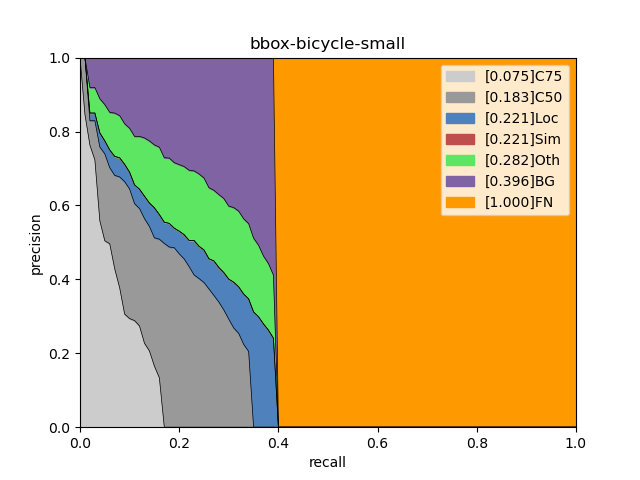 bbox-bicycle-small
1.0
0.8
0.6
0.4
0.2
0.0
precision
0.0 0.2 0.4 0.6 0.8 1.0
recall
[0.075]C75
[0.183]C50
[0.221]Loc
[0.221]Sim
[0.282]Oth
[0.396]BG
[1.000]FN